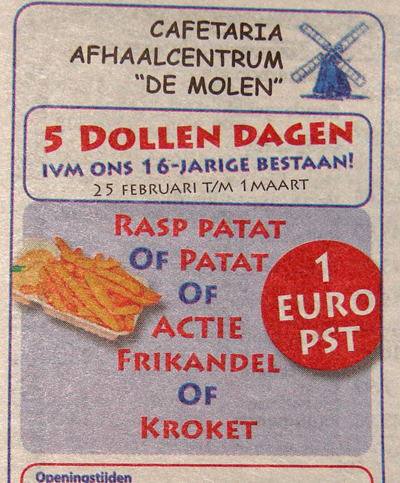 CAFETARIA
AFHAALCENTRUM
"DE MOLEN"
5 DOLLEN DAGEN
IVM ONS 16-JARIGE BESTAAN!
25 FEBRUARI T/M 1 MAART
RASP PATAT
OF PATAT
OF
ACTIE
FRIKANDEL
OF
KROKET
1
EURO
PST
Openingstijden